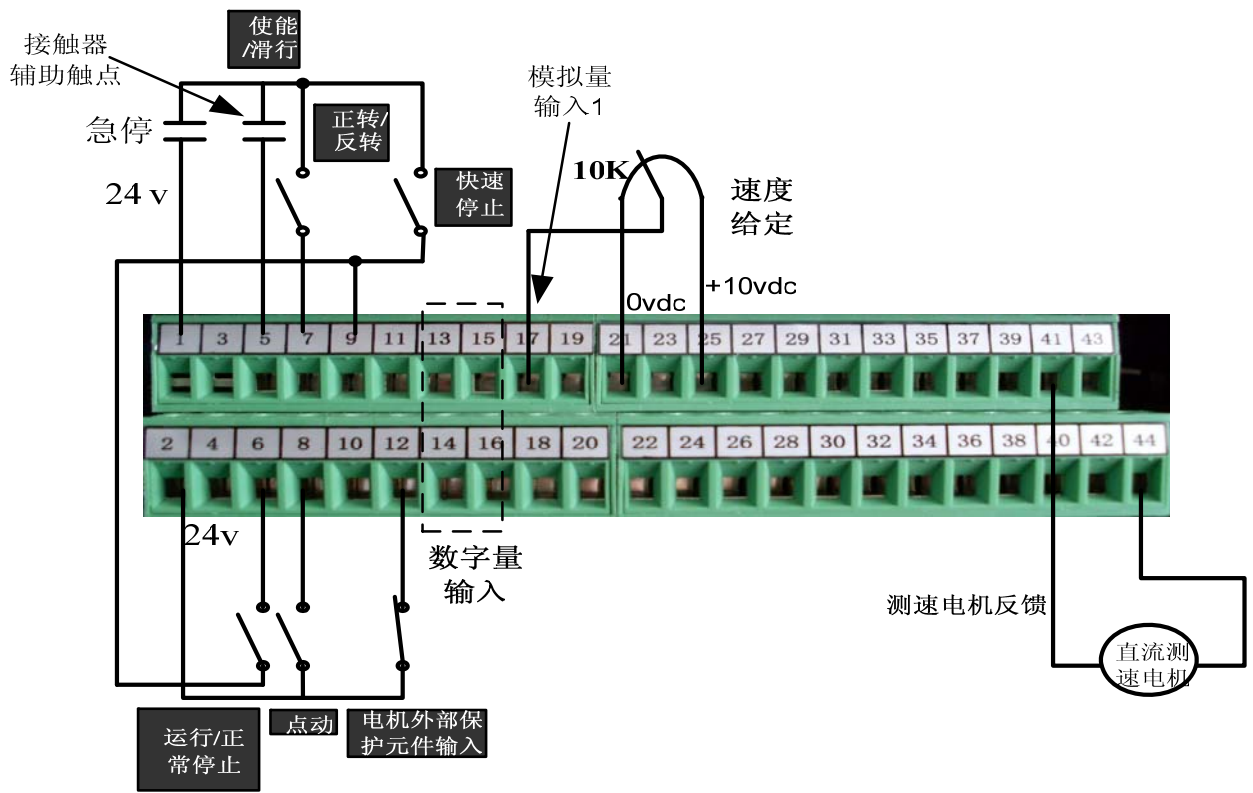 使能
/滑行
接触器
辅助触点
急停
24 v
正转/
反转
快速
停止
模拟量
输入1
10K
速度
给定
0vdc
+10vdc
1 3 5 7 9 11 13 15 17 19 21 23 25 27 29 31 33 35 37 39 41 43
2 4 6 8 10 12 14 16 18 20 22 24 26 28 30 32 34 36 38 40 42 44
24v
数字量
输入
测速电机反馈
直流测
速电机
运行/正
常停止
点动
电机外部保
护元件输入